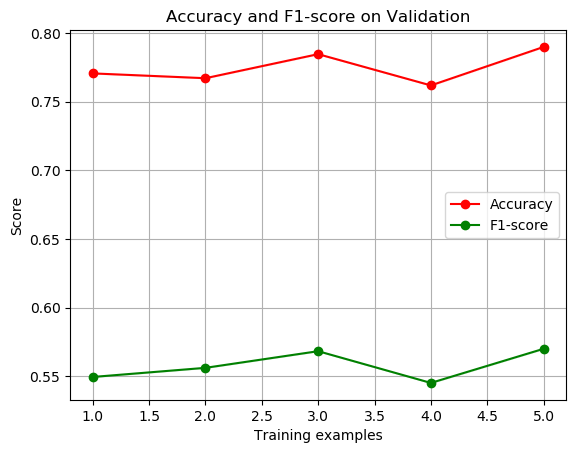 Accuracy and F1-score on Validation
0.80
0.75
0.70
0.65
0.60
0.55
Score
Accuracy
F1-score
1.0 1.5 2.0 2.5 3.0 3.5 4.0 4.5 5.0
Training examples